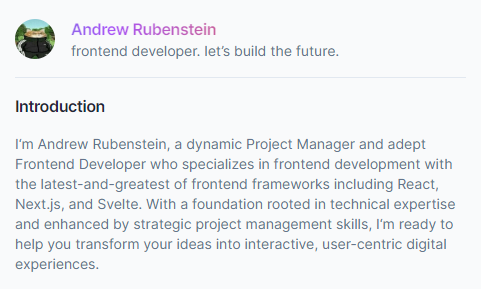 Andrew Rubenstein
frontend developer. let’s build the future.
Introduction
I’m Andrew Rubenstein, a dynamic Project Manager and adept
Frontend Developer who specializes in frontend development with
the latest-and-greatest of frontend frameworks including React,
Next.js, and Svelte. With a foundation rooted in technical expertise
and enhanced by strategic project management skills, I’m ready to
help you transform your ideas into interactive, user-centric digital
experiences.